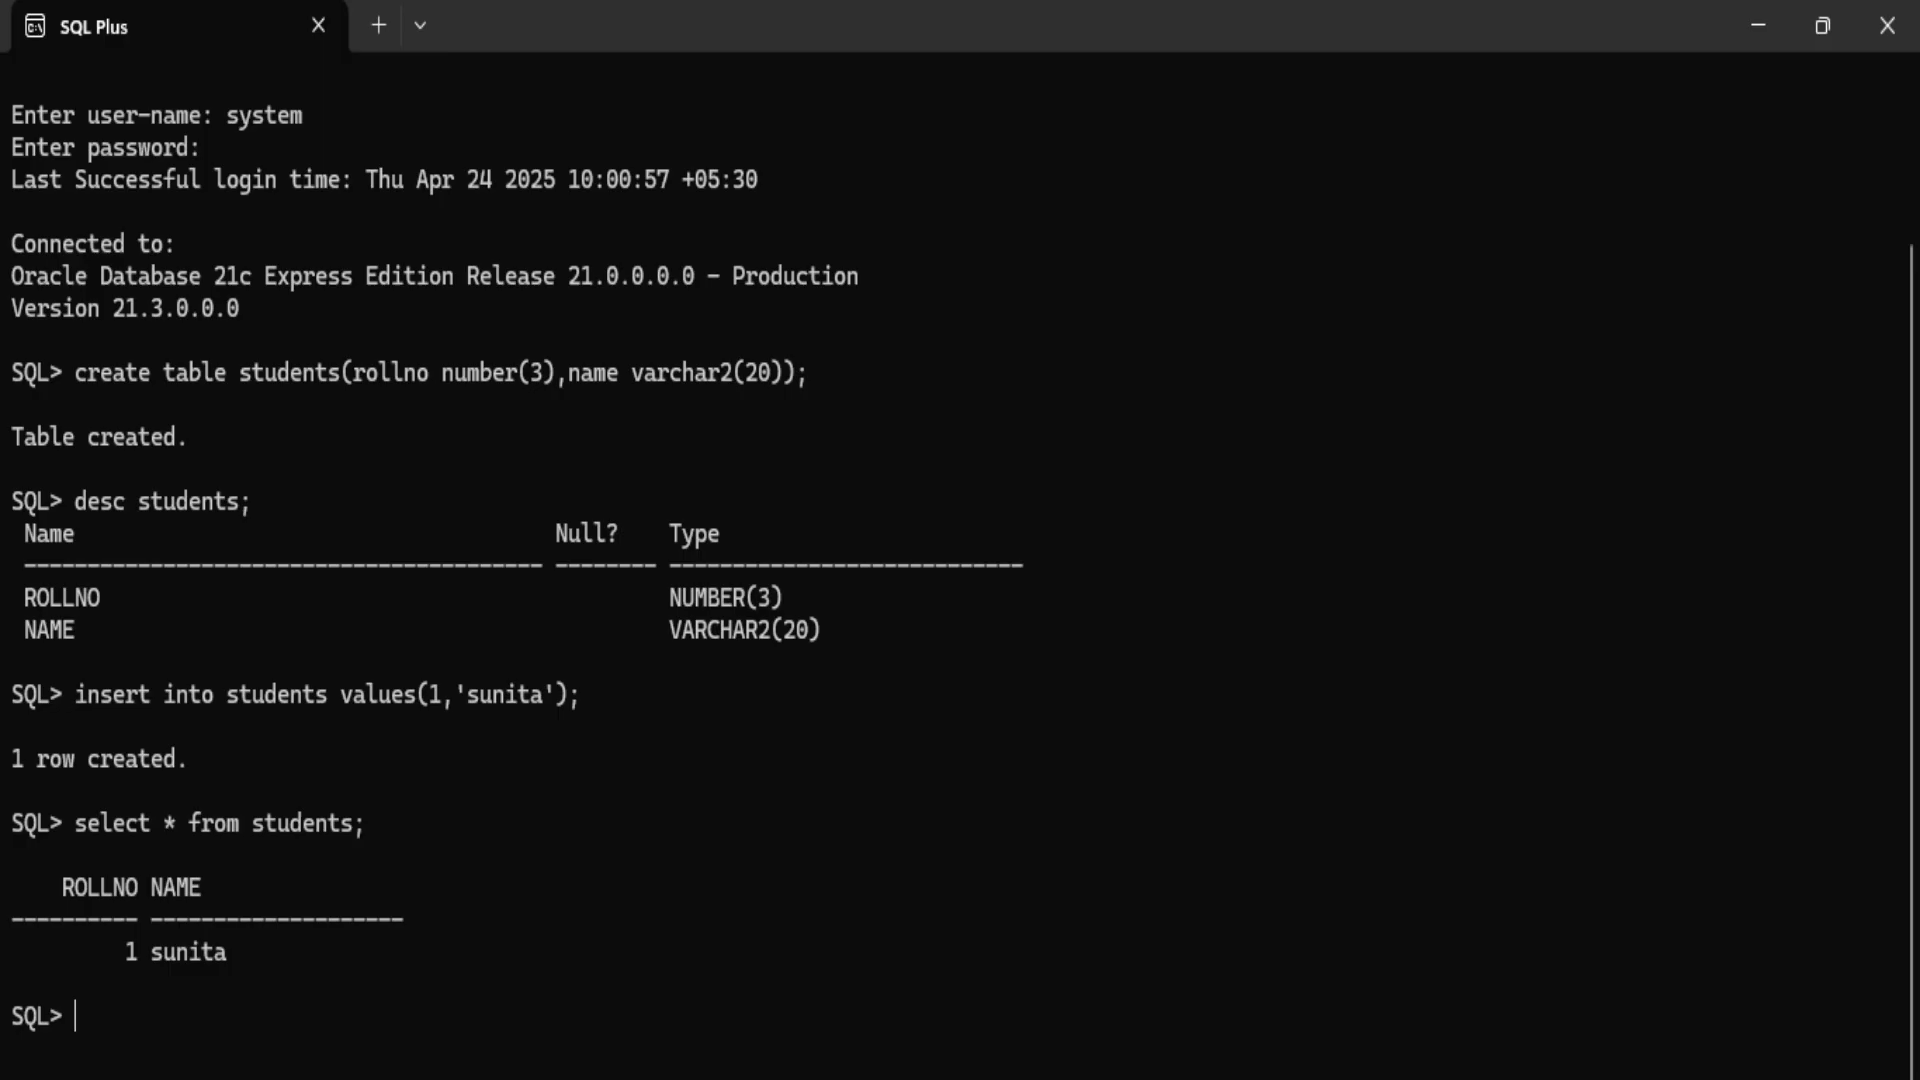 SQL Plus
Enter user-name: system
Enter password:
Last Successful login time: Thu Apr 24 2025 10:00:57 +05:30
Connected to:
Oracle Database 21c Express Edition Release 21.0.0.0.0 - Production
Version 21.3.0.0.0
SQL> create table students(rollno number(3),name varchar2(20));
Table created.
SQL> desc students;
Name Null? Type
----------------------------------------- -------- ----------------------------
ROLLNO NUMBER(3)
NAME VARCHAR2(20)
SQL> insert into students values(1,'sunita');
1 row created.
SQL> select * from students;
ROLLNO NAME
---------- --------------------
1 sunita
SQL>